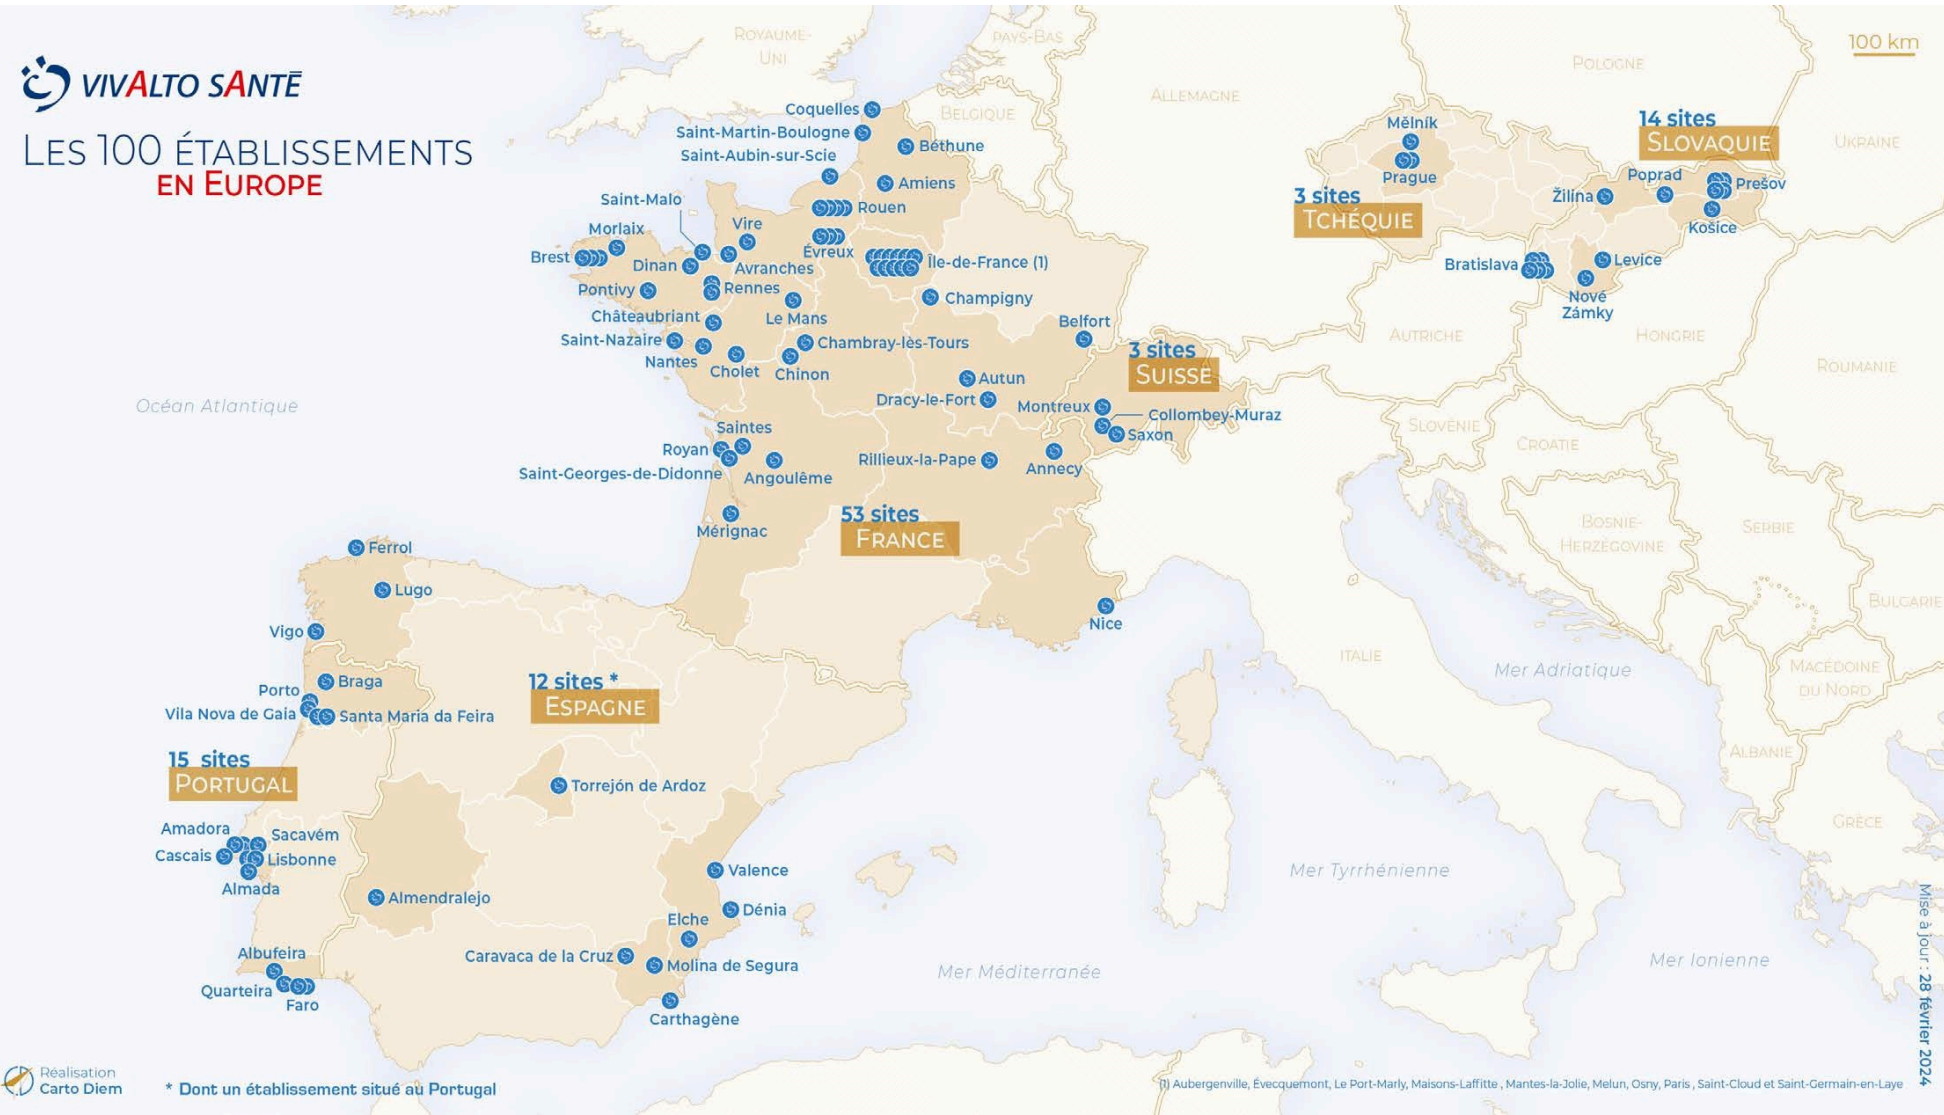 VIVALTO SANTÉ
LES 100 ÉTABLISSEMENTS
EN EUROPE
100 km
ROYAUME-
UNI
PAYS-BAS
BELGIQUE
ALLEMAGNE
POLOGNE
UKRAINE
AUTRICHE
HONGRIE
ROUMANIE
SLOVÉNIE
CROATIE
BOSNIE-
HERZÉGOVINE
SERBIE
BULGARIE
MACÉDOINE
DU NORD
ALBANIE
GRÈCE
ITALIE
Océan Atlantique
Mer Méditerranée
Mer Tyrrhénienne
Mer Adriatique
Mer Ionienne
Coquelles
Saint-Martin-Boulogne
Saint-Aubin-sur-Scie
Béthune
Amiens
Rouen
Saint-Malo
Vire
Morlaix
Évreux
Brest
Dinan
Avranches
Île-de-France (1)
Pontivy
Rennes
Le Mans
Champigny
Châteaubriant
Saint-Nazaire
Nantes
Cholet
Chinon
Chambray-lès-Tours
Belfort
Autun
Dracy-le-Fort
Saintes
Royan
Saint-Georges-de-Didonne
Angoulême
Rillieux-la-Pape
Annecy
Mérignac
53 sites
FRANCE
Nice
3 sites
SUISSE
Montreux
Collombey-Muraz
Saxon
3 sites
TCHÉQUIE
Mělník
Prague
14 sites
SLOVAQUIE
Žilina
Poprad
Prešov
Košice
Bratislava
Levice
Nové
Zámky
Ferrol
Lugo
Vigo
12 sites *
ESPAGNE
Torrejón de Ardoz
Almendralejo
Valence
Dénia
Elche
Caravaca de la Cruz
Molina de Segura
Carthagène
Braga
Porto
Vila Nova de Gaia
Santa Maria da Feira
15 sites
PORTUGAL
Amadora
Sacavém
Cascais
Lisbonne
Almada
Albufeira
Quarteira
Faro
Réalisation
Carto Diem
* Dont un établissement situé au Portugal
(1) Aubergenville, Évecquemont, Le Port-Marly, Maisons-Laffitte , Mantes-la-Jolie, Melun, Osny, Paris , Saint-Cloud et Saint-Germain-en-Laye
Mise à jour : 28 février 2024